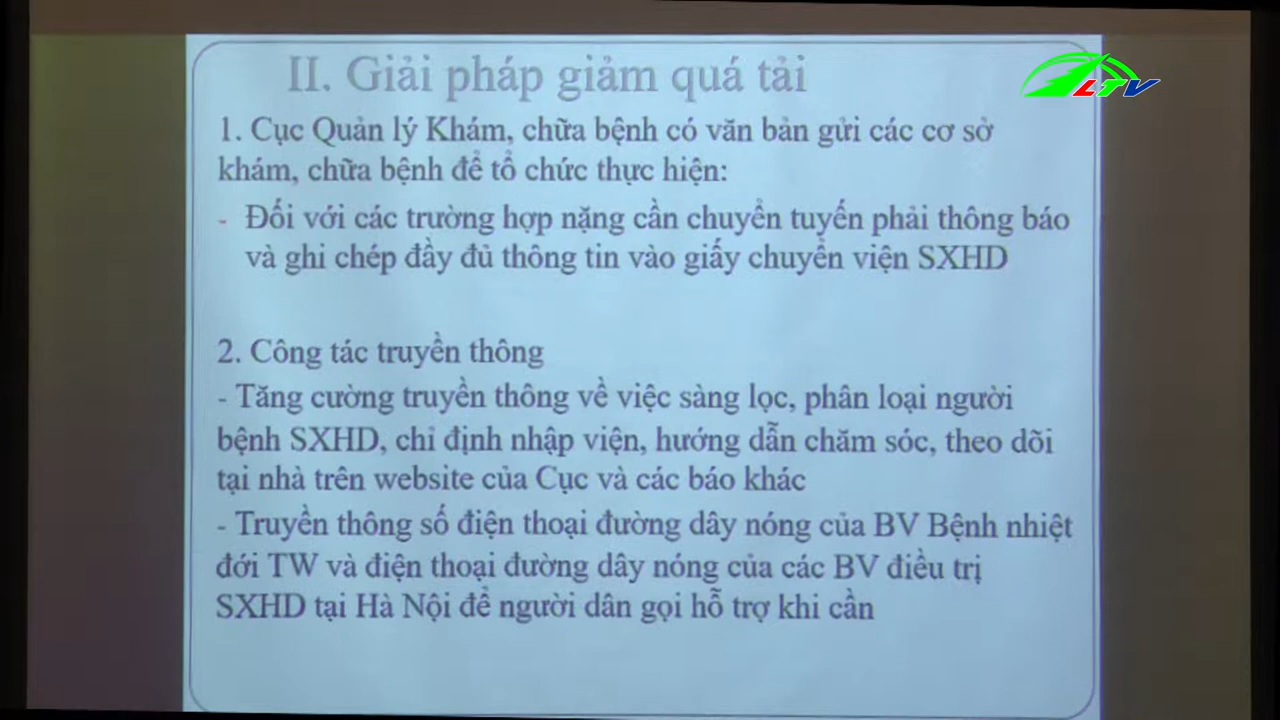 II. Giải pháp giảm quá tải
LTV
1. Cục Quản lý Khám, chữa bệnh có văn bản gửi các cơ sở
khám, chữa bệnh để tổ chức thực hiện:
- Đối với các trường hợp nặng cần chuyển tuyến phải thông báo
và ghi chép đầy đủ thông tin vào giấy chuyển viện SXHD
2. Công tác truyền thông
- Tăng cường truyền thông về việc sàng lọc, phân loại người
bệnh SXHD, chỉ định nhập viện, hướng dẫn chăm sóc, theo dõi
tại nhà trên website của Cục và các báo khác
- Truyền thông số điện thoại đường dây nóng của BV Bệnh nhiệt
đới TW và điện thoại đường dây nóng của các BV điều trị
SXHD tại Hà Nội để người dân gọi hỗ trợ khi cần